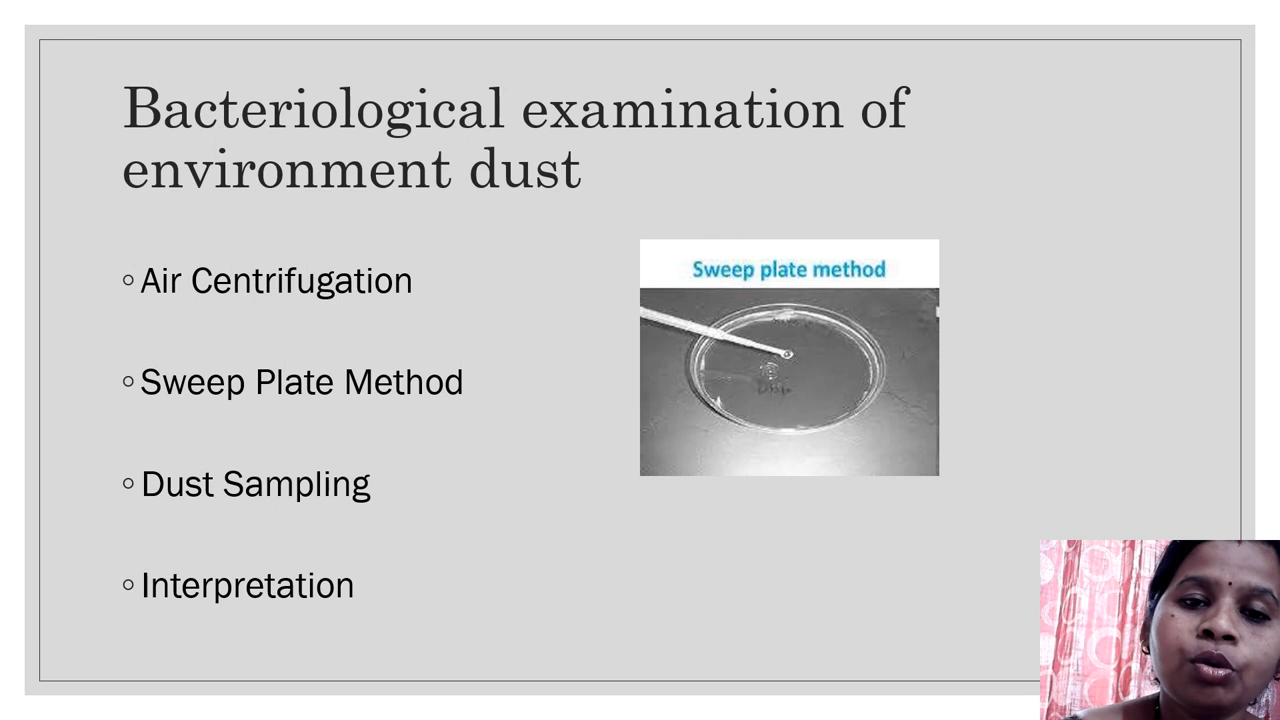 Bacteriological examination of
environment dust
Air Centrifugation
Sweep Plate Method
Dust Sampling
Interpretation
Sweep plate method